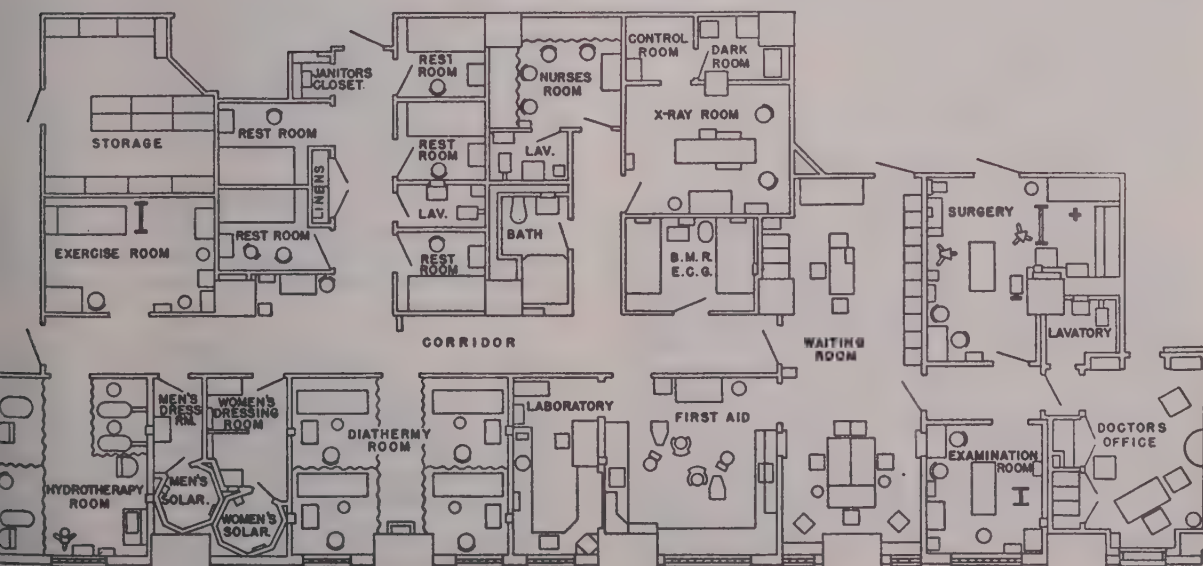 STORAGE
JANITORS
CLOSET.
REST ROOM
LINENS
REST ROOM
EXERCISE ROOM
REST
ROOM
REST
ROOM
LAV.
REST
ROOM
NURSES
ROOM
LAV.
BATH
CONTROL
ROOM
DARK
ROOM
X-RAY ROOM
B.M.R.
E.C.G.
SURGERY
LAVATORY
CORRIDOR
WAITING
ROOM
HYDROTHERAPY
ROOM
MEN'S
DRESS
RM.
WOMEN'S
DRESSING
ROOM
MEN'S
SOLAR.
WOMEN'S
SOLAR.
DIATHERMY
ROOM
LABORATORY
FIRST AID
EXAMINATION
ROOM
DOCTORS
OFFICE